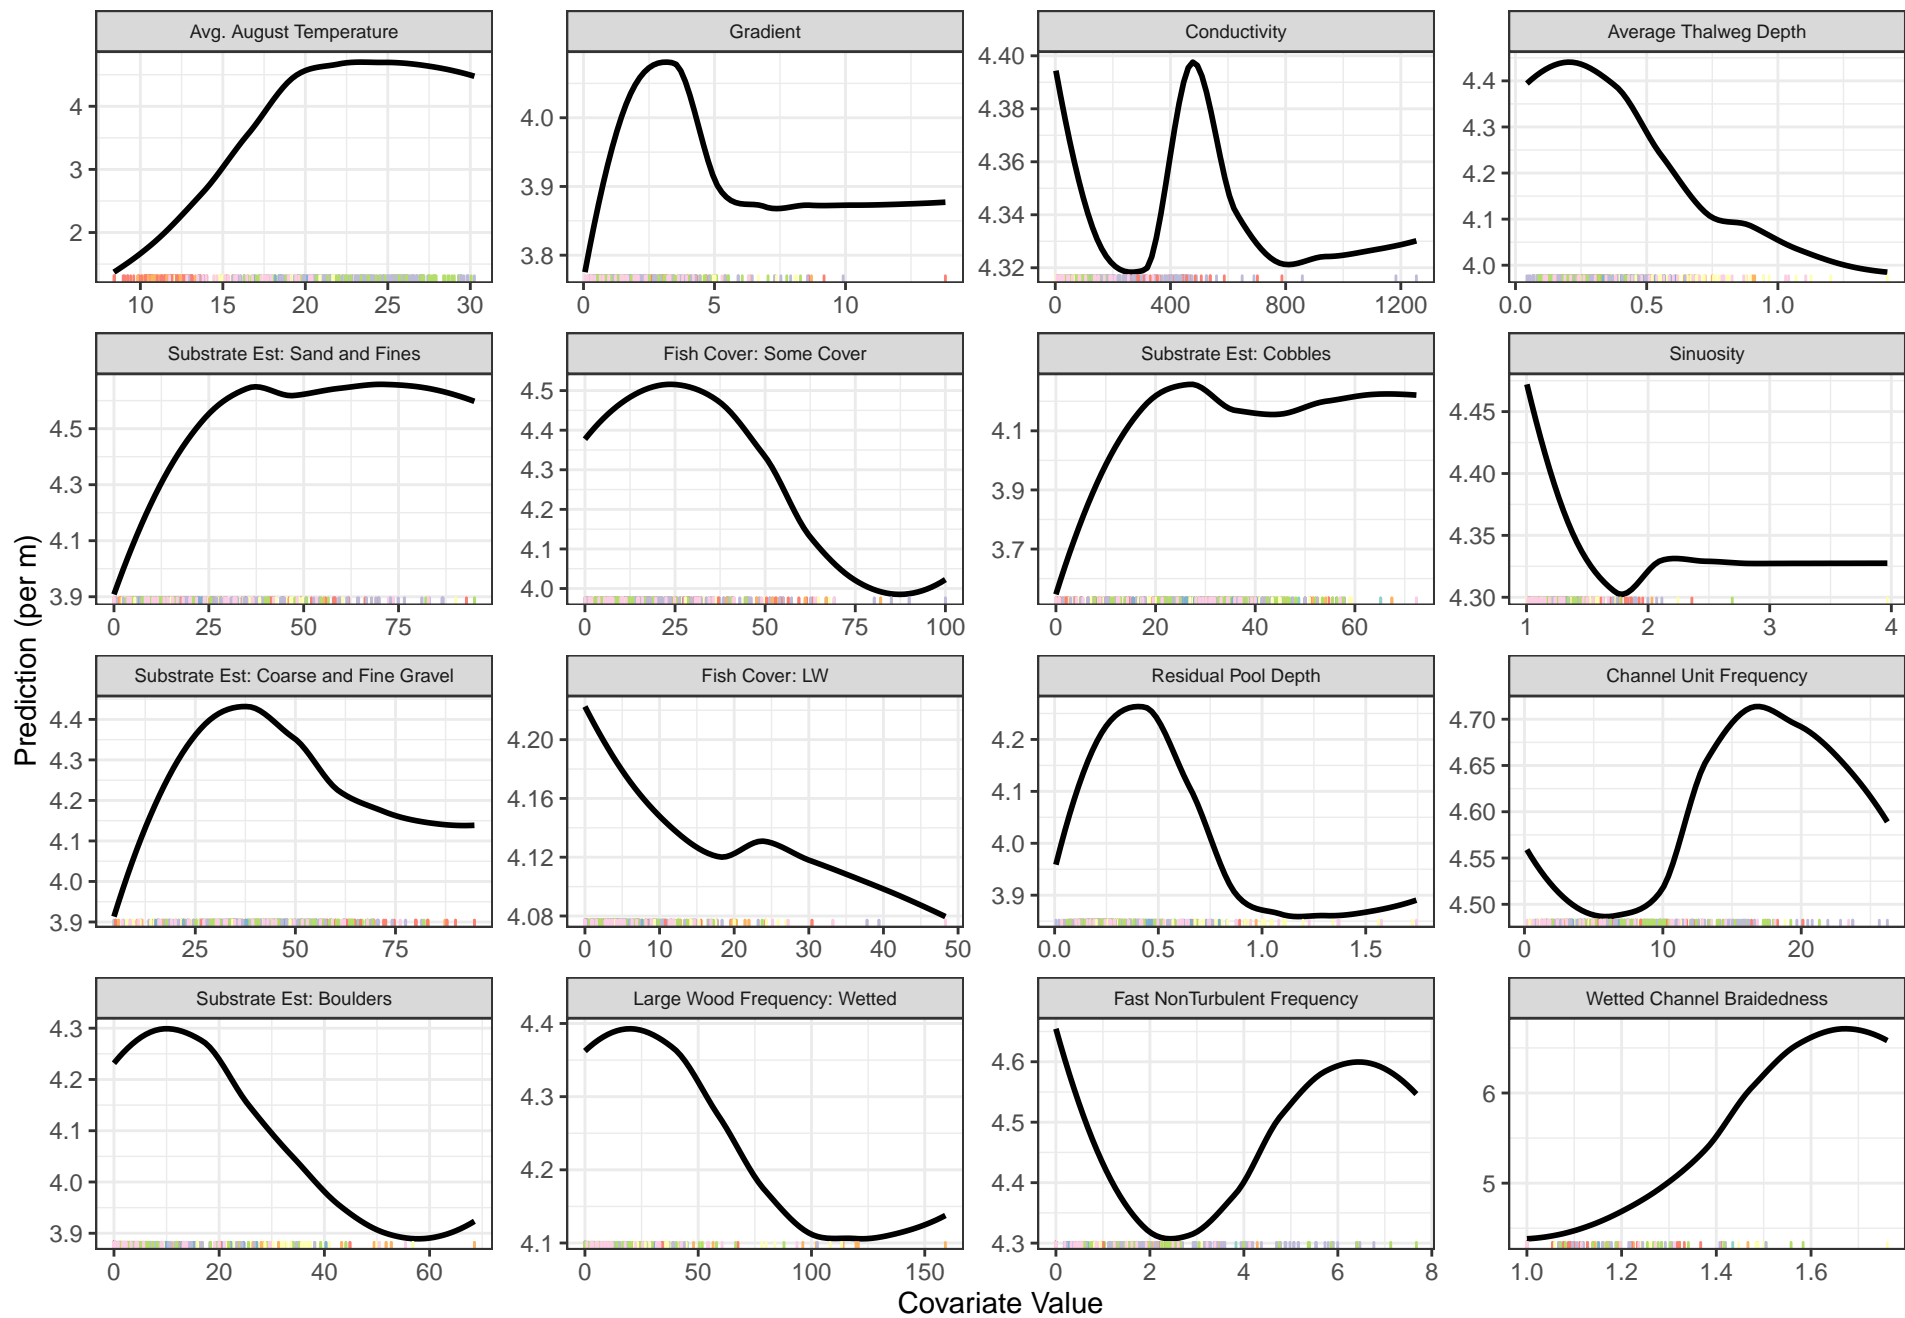 Avg. August Temperature
Gradient
Conductivity
Average Thalweg Depth
4
3
2
10 15 20 25 30
4.0
3.9
3.8
0 5 10
4.40
4.38
4.36
4.34
4.32
0 400 800 1200
4.4
4.3
4.2
4.1
4.0
0.0 0.5 1.0
Substrate Est: Sand and Fines
Fish Cover: Some Cover
Substrate Est: Cobbles
Sinuosity
4.5
4.3
4.1
3.9
0 25 50 75
4.5
4.4
4.3
4.2
4.1
4.0
0 25 50 75 100
4.1
3.9
3.7
0 20 40 60
4.45
4.40
4.35
4.30
1 2 3 4
Prediction (per m)
Substrate Est: Coarse and Fine Gravel
Fish Cover: LW
Residual Pool Depth
Channel Unit Frequency
4.4
4.3
4.2
4.1
4.0
3.9
25 50 75
4.20
4.16
4.12
4.08
0 10 20 30 40 50
4.2
4.1
4.0
3.9
0.0 0.5 1.0 1.5
4.70
4.65
4.60
4.55
4.50
0 10 20
Substrate Est: Boulders
Large Wood Frequency: Wetted
Fast NonTurbulent Frequency
Wetted Channel Braidedness
4.3
4.2
4.1
4.0
3.9
0 20 40 60
4.4
4.3
4.2
4.1
0 50 100 150
4.6
4.5
4.4
4.3
0 2 4 6 8
6
5
1.0 1.2 1.4 1.6
Covariate Value